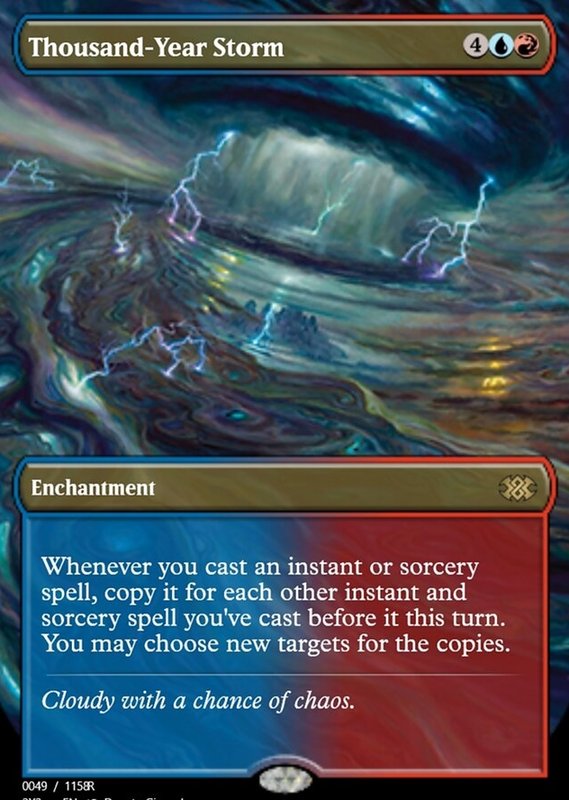 Thousand-Year Storm 4
Enchantment
Whenever you cast an instant or sorcery
spell, copy it for each other instant and
sorcery spell you've cast before it this turn.
You may choose new targets for the copies.
Cloudy with a chance of chaos.
0049 / 1158R